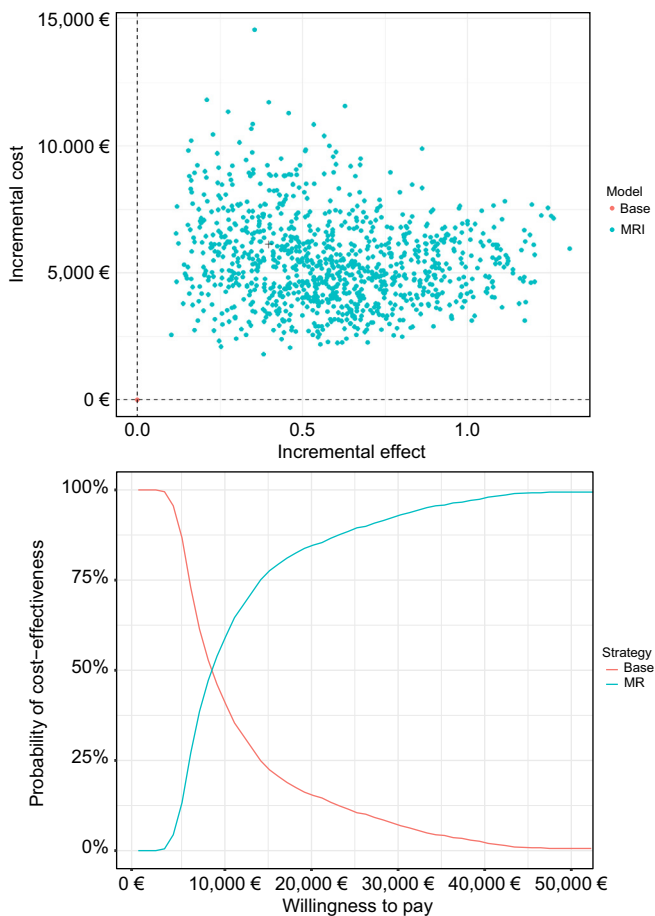 15,000 €
10.000 €
5,000 €
0 €
Incremental cost
0.0
0.5
1.0
Incremental effect
Model
Base
MRI
100%
75%
50%
25%
0%
Probability of cost−effectiveness
0 €
10,000 €
20,000 €
30,000 €
40,000 €
50,000 €
Willingness to pay
Strategy
Base
MR